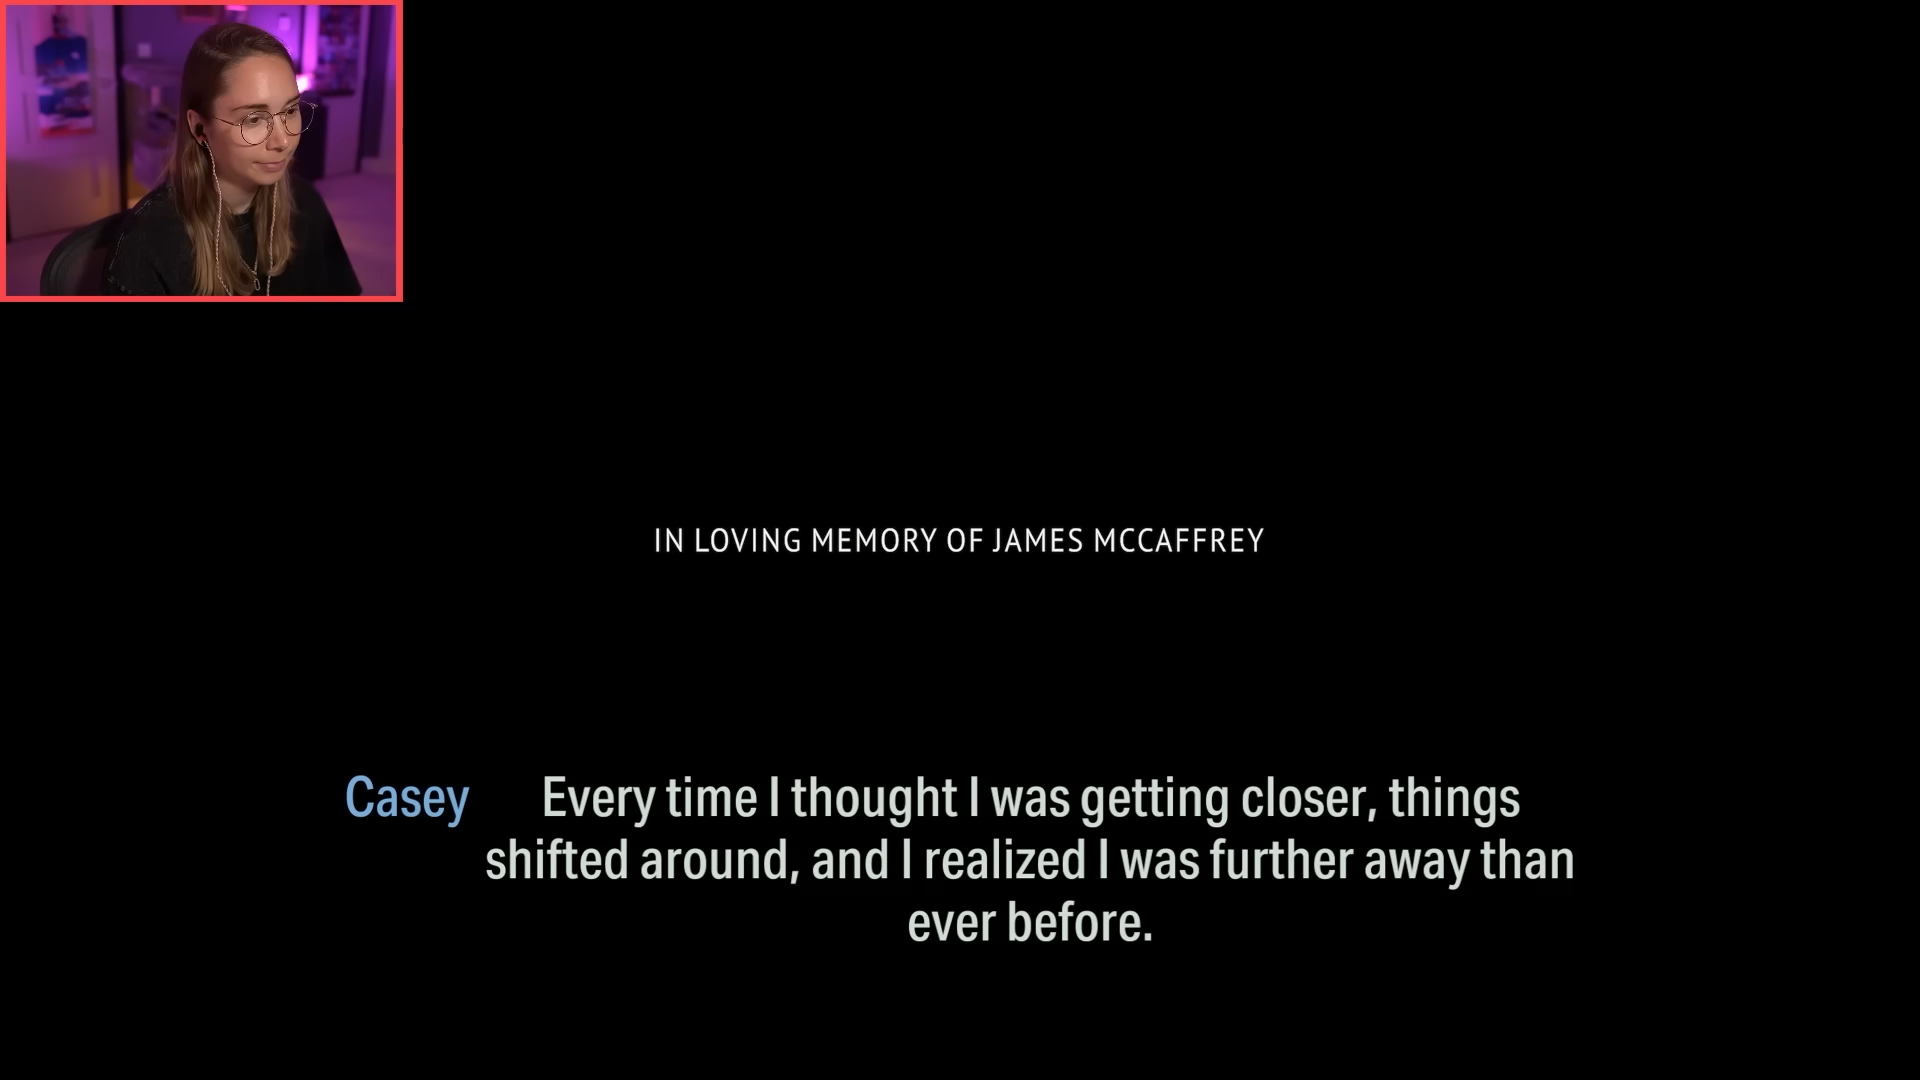 IN LOVING MEMORY OF JAMES MCCAFFREY
Casey Every time I thought I was getting closer, things
shifted around, and I realized I was further away than
ever before.